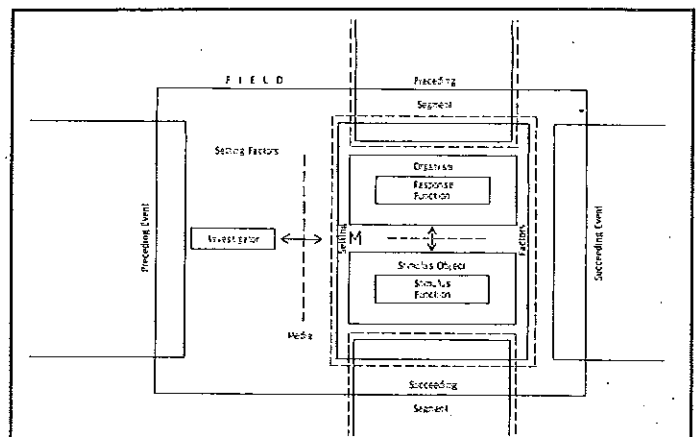 FIELD
Preceding
Segment
Setting Factors
Organism
Response
Function
Preceding Event
Investigator
Setting
M
Factors
Succeeding Event
Stimulus Object
Stimulus
Function
Media
Succeeding
Segment